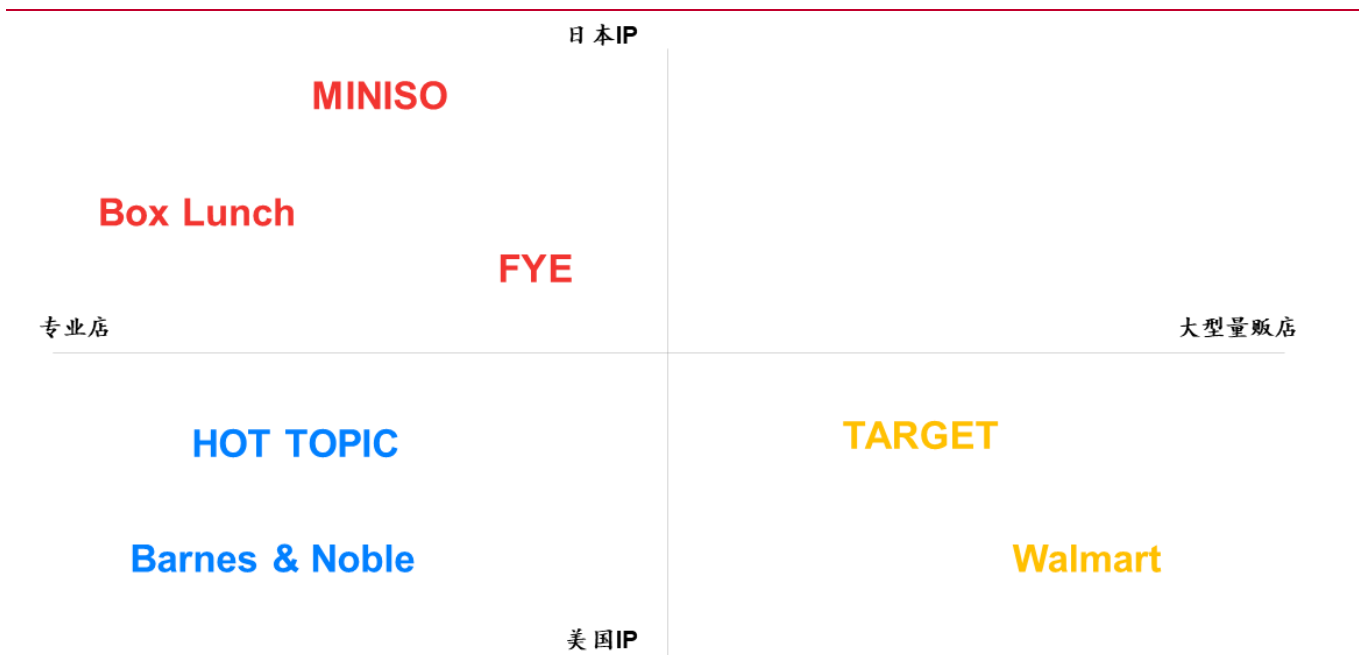 日本IP
MINISO
Box Lunch
FYE
专业店
大型量贩店
HOT TOPIC
TARGET
Barnes & Noble
Walmart
美国IP